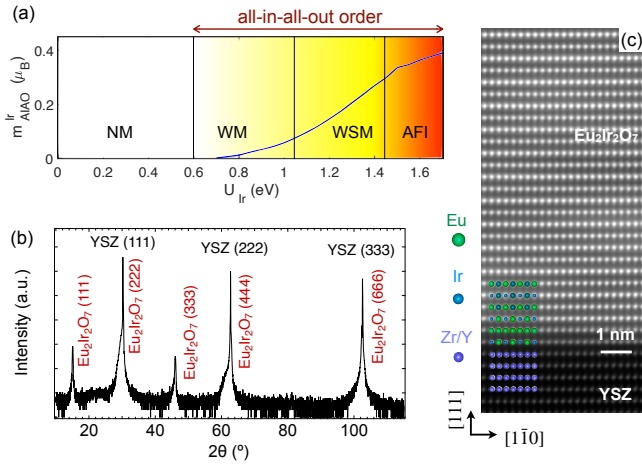 (a)
all-in-all-out order
m^Ir_AIAO (μ_B)
0.4
0.2
0
NM
WM
WSM
AFI
0 0.2 0.4 0.6 0.8 1 1.2 1.4 1.6
U_Ir (eV)
(b)
Intensity (a.u.)
YSZ (111)
YSZ (222)
YSZ (333)
Eu₂Ir₂O₇ (111)
Eu₂Ir₂O₇ (222)
Eu₂Ir₂O₇ (333)
Eu₂Ir₂O₇ (444)
Eu₂Ir₂O₇ (666)
20 40 60 80 100
2θ (º)
(c)
Eu₂Ir₂O₇
Eu
Ir
Zr/Y
1 nm
YSZ
[111]
[11̅0]